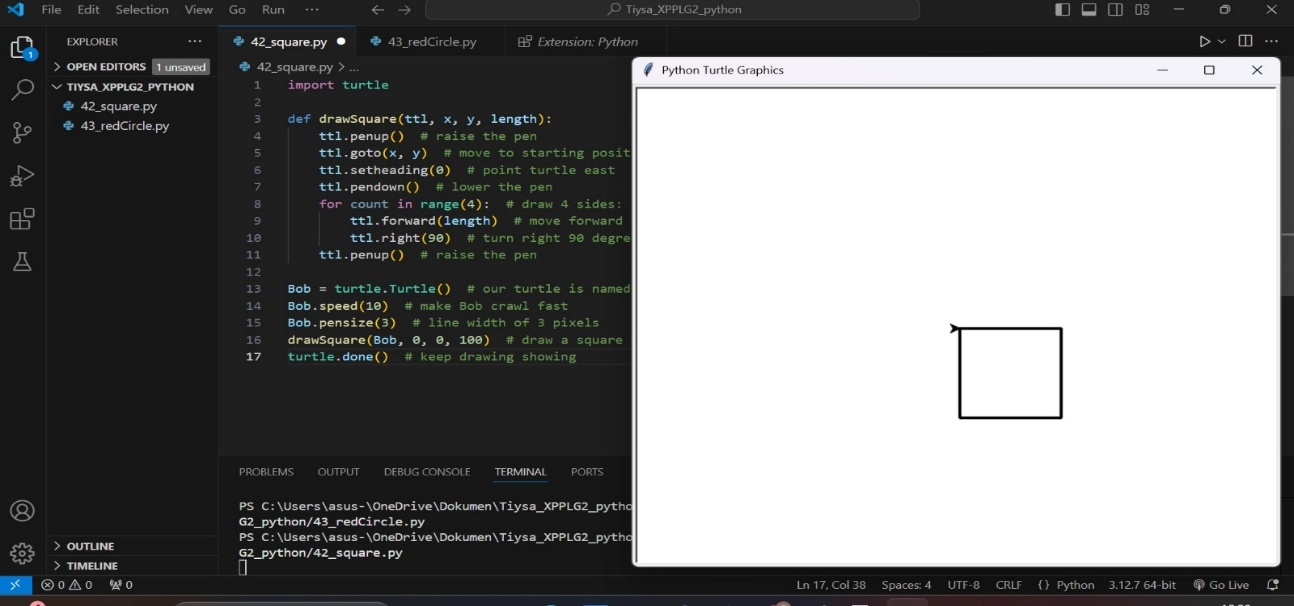 File Edit Selection View Go Run ··· ← → Tiysa_XPPLG2_python
EXPLORER ···
42_square.py ● 43_redCircle.py Extension: Python
> OPEN EDITORS 1 unsaved
TIYSA_XPPLG2_PYTHON
42_square.py
43_redCircle.py
1
42_square.py > ...
1 import turtle
2
3 def drawSquare(ttl, x, y, length):
4 ttl.penup() # raise the pen
5 ttl.goto(x, y) # move to starting posit
6 ttl.setheading(0) # point turtle east
7 ttl.pendown() # lower the pen
8 for count in range(4): # draw 4 sides:
9 ttl.forward(length) # move forward
10 ttl.right(90) # turn right 90 degre
11 ttl.penup() # raise the pen
12
13 Bob = turtle.Turtle() # our turtle is named
14 Bob.speed(10) # make Bob crawl fast
15 Bob.pensize(3) # line width of 3 pixels
16 drawSquare(Bob, 0, 0, 100) # draw a square
17 turtle.done() # keep drawing showing
Python Turtle Graphics
PROBLEMS OUTPUT DEBUG CONSOLE TERMINAL PORTS
PS C:\Users\asus-\OneDrive\Dokumen\Tiysa_XPPLG2_pytho
G2_python/43_redCircle.py
PS C:\Users\asus-\OneDrive\Dokumen\Tiysa_XPPLG2_pytho
G2_python/42_square.py
> OUTLINE
> TIMELINE
0 0 0 Ln 17, Col 38 Spaces: 4 UTF-8 CRLF {} Python 3.12.7 64-bit Go Live